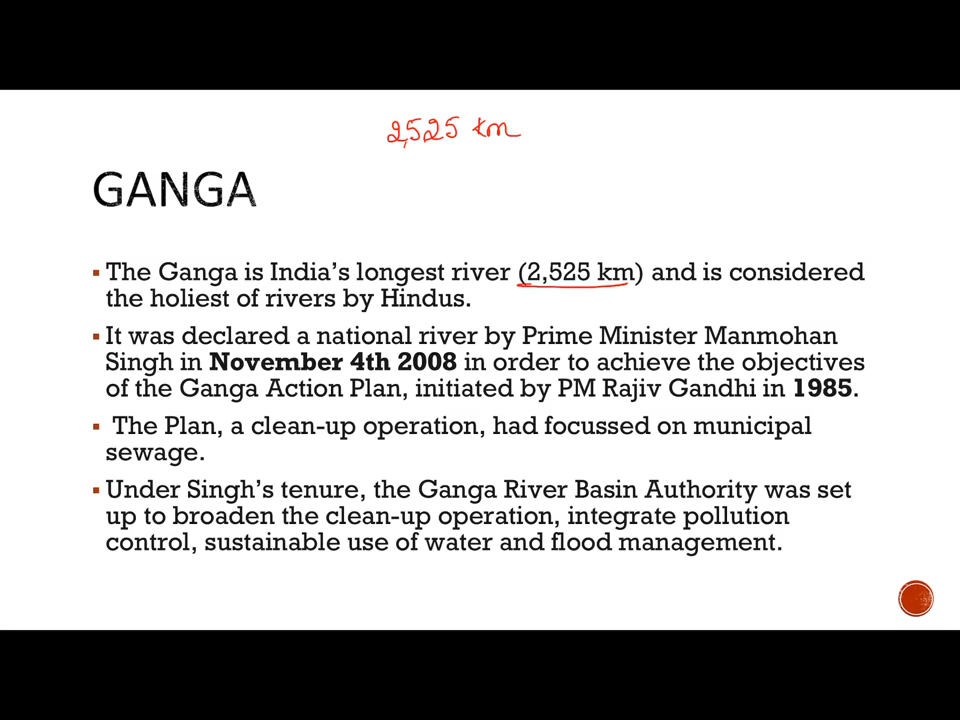 2,525 km
GANGA
▪ The Ganga is India's longest river (2,525 km) and is considered
the holiest of rivers by Hindus.
▪ It was declared a national river by Prime Minister Manmohan
Singh in November 4th 2008 in order to achieve the objectives
of the Ganga Action Plan, initiated by PM Rajiv Gandhi in 1985.
▪ The Plan, a clean-up operation, had focussed on municipal
sewage.
▪ Under Singh's tenure, the Ganga River Basin Authority was set
up to broaden the clean-up operation, integrate pollution
control, sustainable use of water and flood management.